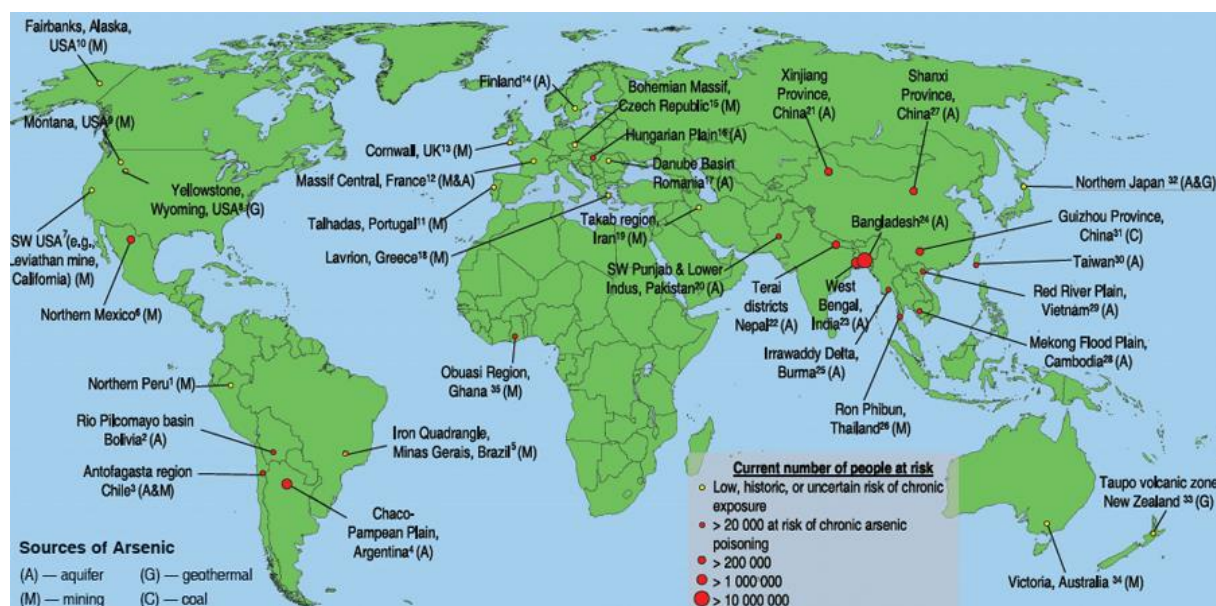 Fairbanks, Alaska,
USA¹⁰ (M)
Montana, USA⁹ (M)
Yellowstone,
Wyoming, USA⁸ (G)
SW USA⁷ (e.g.,
Leviathan mine,
California) (M)
Northern Mexico⁶ (M)
Northern Peru¹ (M)
Rio Pilcomayo basin
Bolivia² (A)
Antofagasta region
Chile³ (A&M)
Chaco-
Pampean Plain,
Argentina⁴ (A)
Iron Quadrangle,
Minas Gerais, Brazil⁵ (M)
Finland¹⁴ (A)
Bohemian Massif,
Czech Republic¹⁵ (M)
Hungarian Plain¹⁶ (A)
Cornwall, UK¹³ (M)
Massif Central, France¹² (M&A)
Danube Basin
Romania¹⁷ (A)
Talhadas, Portugal¹¹ (M)
Lavrion, Greece¹⁸ (M)
Takab region,
Iran¹⁹ (M)
SW Punjab & Lower
Indus, Pakistan²⁰ (A)
Obuasi Region,
Ghana ³⁵ (M)
Xinjiang
Province,
China²¹ (A)
Shanxi
Province,
China²⁷ (A)
Northern Japan ³² (A&G)
Bangladesh²⁴ (A)
Guizhou Province,
China³¹ (C)
Taiwan³⁰ (A)
Terai
districts
Nepal²² (A)
West
Bengal,
India²³ (A)
Red River Plain,
Vietnam²⁹ (A)
Irrawaddy Delta,
Burma²⁵ (A)
Mekong Flood Plain,
Cambodia²⁸ (A)
Ron Phibun,
Thailand²⁶ (M)
Taupo volcanic zone
New Zealand ³³ (G)
Victoria, Australia ³⁴ (M)
Current number of people at risk
Low, historic, or uncertain risk of chronic
exposure
> 20 000 at risk of chronic arsenic
poisoning
> 200 000
> 1 000 000
> 10 000 000
Sources of Arsenic
(A) — aquifer (G) — geothermal
(M) — mining (C) — coal